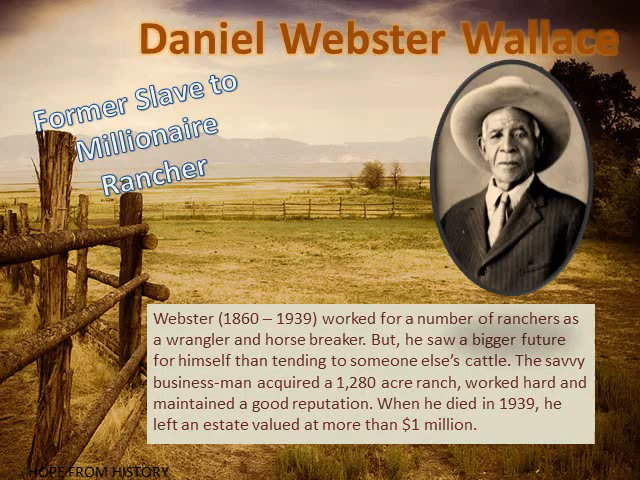 Daniel Webster Wallace
Former Slave to
Millionaire
Rancher
Webster (1860 – 1939) worked for a number of ranchers as
a wrangler and horse breaker. But, he saw a bigger future
for himself than tending to someone else's cattle. The savvy
business-man acquired a 1,280 acre ranch, worked hard and
maintained a good reputation. When he died in 1939, he
left an estate valued at more than $1 million.
HOPE FROM HISTORY